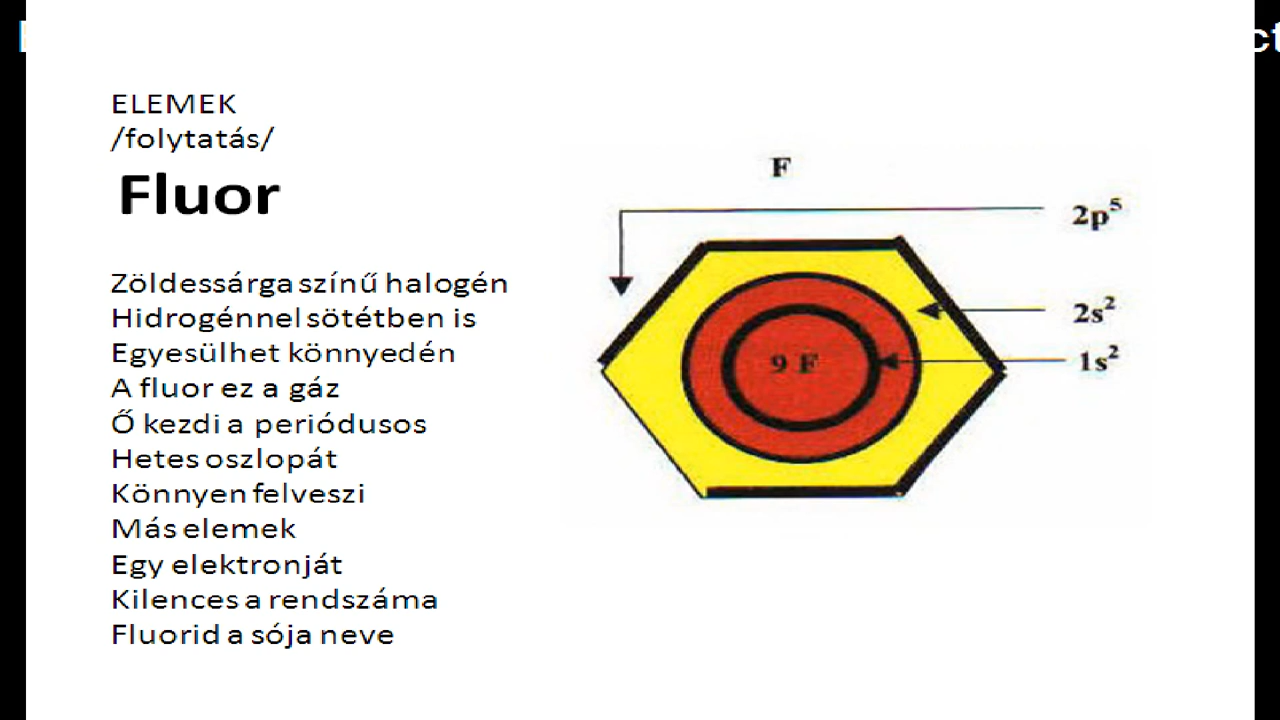 ct
ELEMEK
/folytatás/
Fluor
Zöldessárga színű halogén
Hidrogénnel sötétben is
Egyesülhet könnyedén
A fluor ez a gáz
Ő kezdi a periódusos
Hetes oszlopát
Könnyen felveszi
Más elemek
Egy elektronját
Kilences a rendszáma
Fluorid a sója neve
F
2p⁵
2s²
1s²
9 F